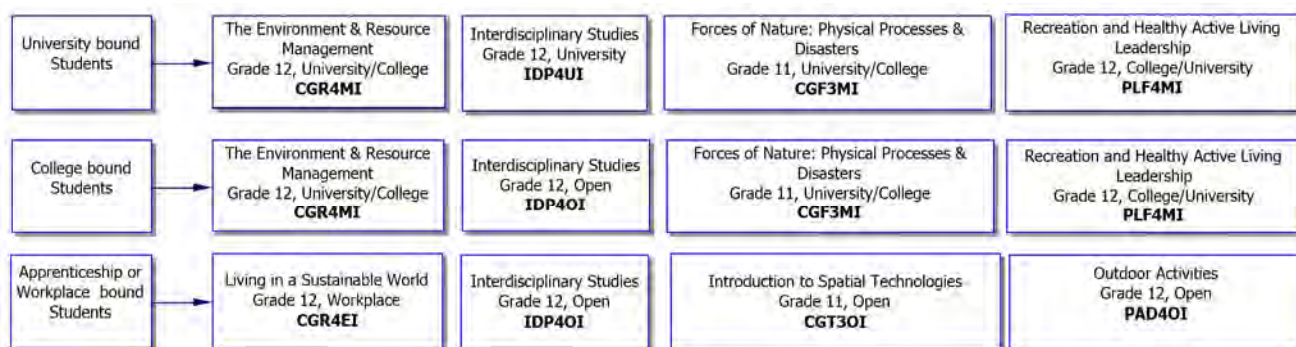 University bound
Students
The Environment & Resource
Management
Grade 12, University/College
CGR4MI
Interdisciplinary Studies
Grade 12, University
IDP4UI
Forces of Nature: Physical Processes &
Disasters
Grade 11, University/College
CGF3MI
Recreation and Healthy Active Living
Leadership
Grade 12, College/University
PLF4MI
College bound
Students
The Environment & Resource
Management
Grade 12, University/College
CGR4MI
Interdisciplinary Studies
Grade 12, Open
IDP4OI
Forces of Nature: Physical Processes &
Disasters
Grade 11, University/College
CGF3MI
Recreation and Healthy Active Living
Leadership
Grade 12, College/University
PLF4MI
Apprenticeship or
Workplace bound
Students
Living in a Sustainable World
Grade 12, Workplace
CGR4EI
Interdisciplinary Studies
Grade 12, Open
IDP4OI
Introduction to Spatial Technologies
Grade 11, Open
CGT3OI
Outdoor Activities
Grade 12, Open
PAD4OI